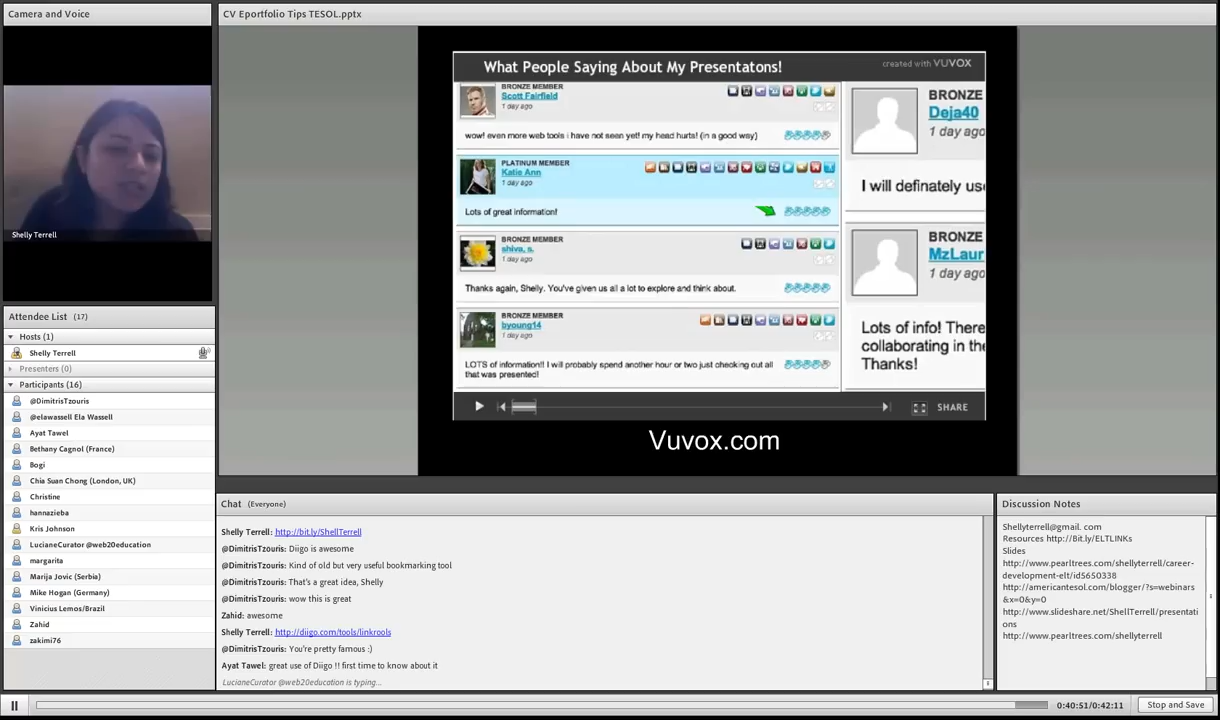 Camera and Voice
Shelly Terrell
Attendee List (17)
Hosts (1)
Shelly Terrell
Presenters (0)
Participants (16)
@DimitrisTzouris
@elawassell Ela Wassell
Ayat Tawel
Bethany Cagnol (France)
Bogi
Chia Suan Chong (London, UK)
Christine
hannazieba
Kris Johnson
LucianeCurator @web20education
margarita
Marija Jovic (Serbia)
Mike Hogan (Germany)
Vinicius Lemos/Brazil
Zahid
zakimi76
CV Eportfolio Tips TESOL.pptx
What People Saying About My Presentatons!
created with VUVOX
BRONZE MEMBER
Scott Fairfield
1 day ago
wow! even more web tools i have not seen yet! my head hurts! (in a good way)
PLATINUM MEMBER
Katie Ann
1 day ago
Lots of great information!
BRONZE MEMBER
shiva, s.
1 day ago
Thanks again, Shelly. You've given us all a lot to explore and think about.
BRONZE MEMBER
byoung14
1 day ago
LOTS of information!! I will probably spend another hour or two just checking out all
that was presented!
BRONZE
Deja40
1 day ago
I will definately us
BRONZE
MzLaur
1 day ago
Lots of info! There
collaborating in the
Thanks!
SHARE
Vuvox.com
Chat (Everyone)
Shelly Terrell: http://bit.ly/ShellTerrell
@DimitrisTzouris: Diigo is awesome
@DimitrisTzouris: Kind of old but very useful bookmarking tool
@DimitrisTzouris: That's a great idea, Shelly
@DimitrisTzouris: wow this is great
Zahid: awesome
Shelly Terrell: http://diigo.com/tools/linkrools
@DimitrisTzouris: You're pretty famous :)
Ayat Tawel: great use of Diigo !! first time to know about it
LucianeCurator @web20education is typing...
Discussion Notes
Shellyterrell@gmail. com
Resources http://Bit.ly/ELTLINKs
Slides
http://www.pearltrees.com/shellyterrell/career-
development-elt/id5650338
http://americantesol.com/blogger/?s=webinars
&x=0&y=0
http://www.slideshare.net/ShellTerrell/presentati
ons
http://www.pearltrees.com/shellyterrell
0:40:51/0:42:11
Stop and Save